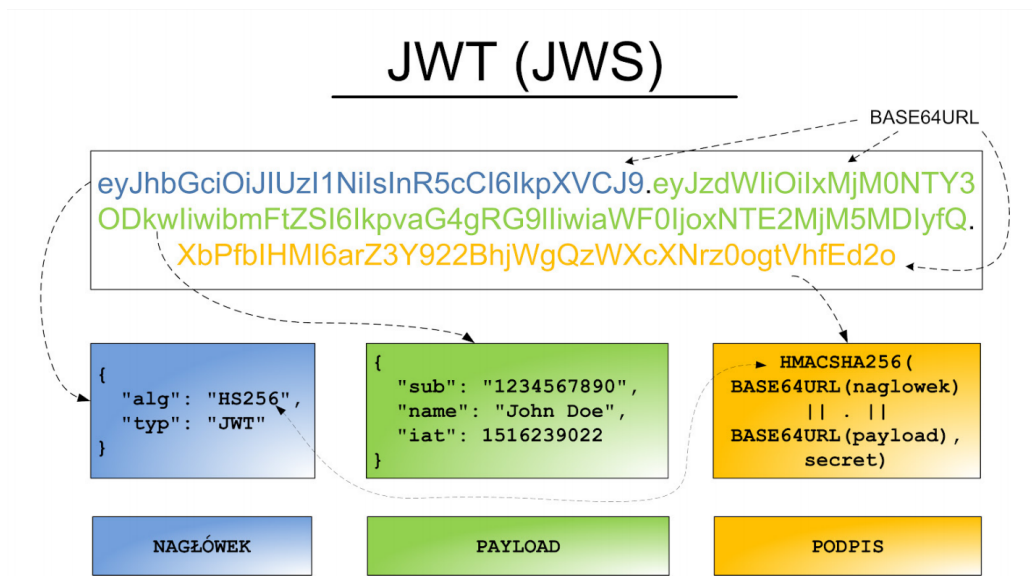 JWT (JWS)
BASE64URL
eyJhbGciOiJIUzI1NiIsInR5cCI6IkpXVCJ9.eyJzdWIiOiIxMjM0NTY3
ODkwIiwibmFtZSI6IkpvaG4gRG9lIiwiaWF0IjoxNTE2MjM5MDIyfQ.
XbPfbIHMI6arZ3Y922BhjWgQzWXcXNrz0ogtVhfEd2o
{
"alg": "HS256",
"typ": "JWT"
}
{
"sub": "1234567890",
"name": "John Doe",
"iat": 1516239022
}
HMACSHA256(
BASE64URL(naglowek)
|| . ||
BASE64URL(payload),
secret)
NAGŁÓWEK
PAYLOAD
PODPIS